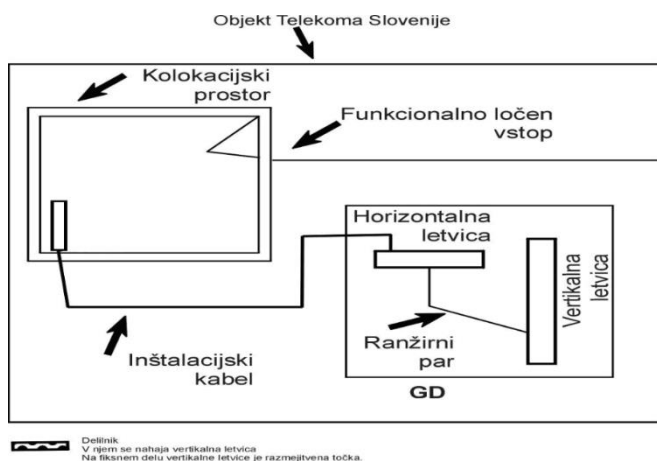 Objekt Telekoma Slovenije
Kolokacijski
prostor
Funkcionalno ločen
vstop
Horizontalna
letvica
Vertikalna
letvica
Ranžirni
par
Inštalacijski
kabel
GD
Delilnik
V njem se nahaja vertikalna letvica
Na fiksnem delu vertikalne letvice je razmejitvena točka.